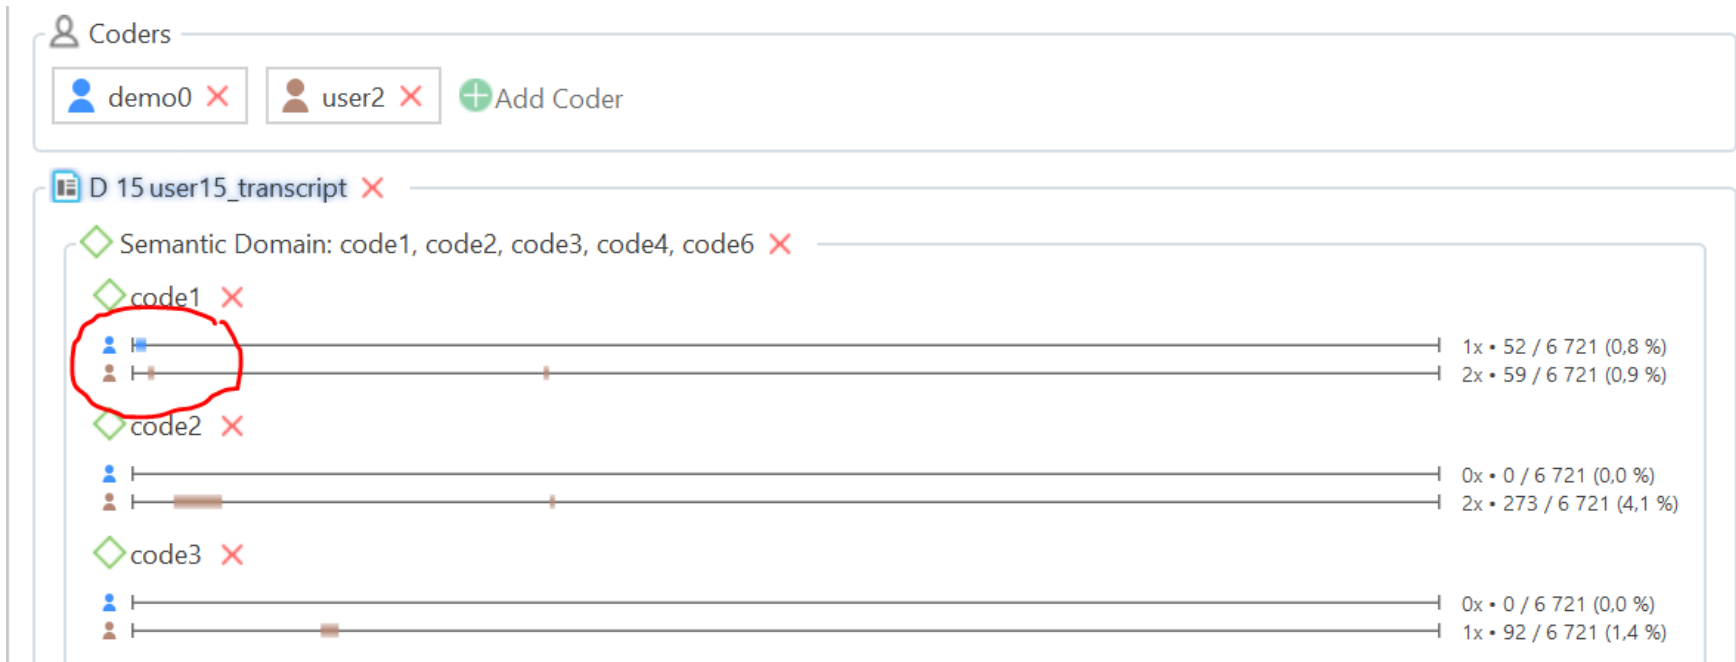 Coders
demo0 user2 Add Coder
D 15 user15_transcript
Semantic Domain: code1, code2, code3, code4, code6
code1
1x • 52 / 6 721 (0,8 %)
2x • 59 / 6 721 (0,9 %)
code2
0x • 0 / 6 721 (0,0 %)
2x • 273 / 6 721 (4,1 %)
code3
0x • 0 / 6 721 (0,0 %)
1x • 92 / 6 721 (1,4 %)